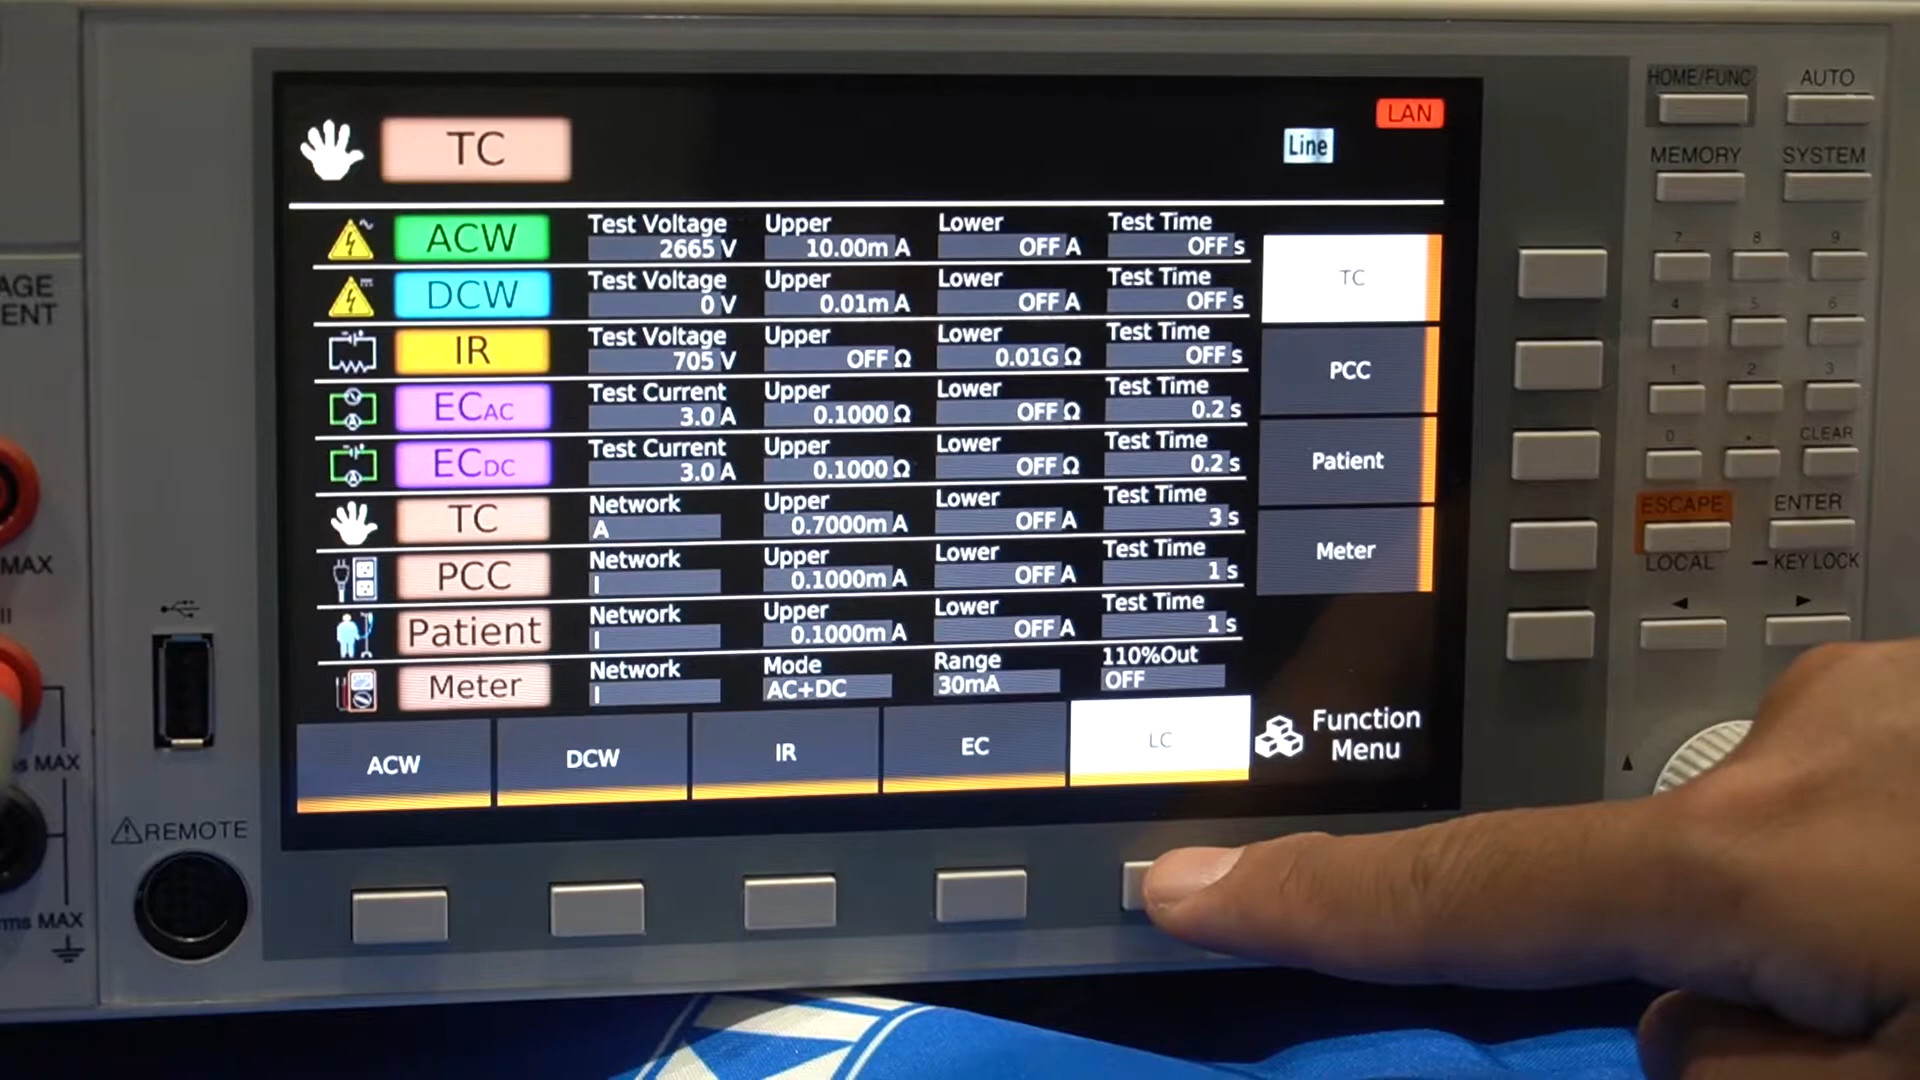 TC
Line
LAN
ACW Test Voltage 2665 V Upper 10.00m A Lower OFF A Test Time OFF s
DCW Test Voltage 0 V Upper 0.01m A Lower OFF A Test Time OFF s
IR Test Voltage 705 V Upper OFF Ω Lower 0.01G Ω Test Time OFF s
ECAC Test Current 3.0 A Upper 0.1000 Ω Lower OFF Ω Test Time 0.2 s
ECDC Test Current 3.0 A Upper 0.1000 Ω Lower OFF Ω Test Time 0.2 s
TC Network A Upper 0.7000m A Lower OFF A Test Time 3 s
PCC Network I Upper 0.1000m A Lower OFF A Test Time 1 s
Patient Network I Upper 0.1000m A Lower OFF A Test Time 1 s
Meter Network I Mode AC+DC Range 30mA 110%Out OFF
TC
PCC
Patient
Meter
ACW DCW IR EC LC
Function
Menu
HOME/FUNC AUTO
MEMORY SYSTEM
7 8 9
4 5 6
1 2 3
0 . CLEAR
ESCAPE ENTER
LOCAL KEY LOCK
AGE
ENT
MAX
MAX
rms MAX
REMOTE